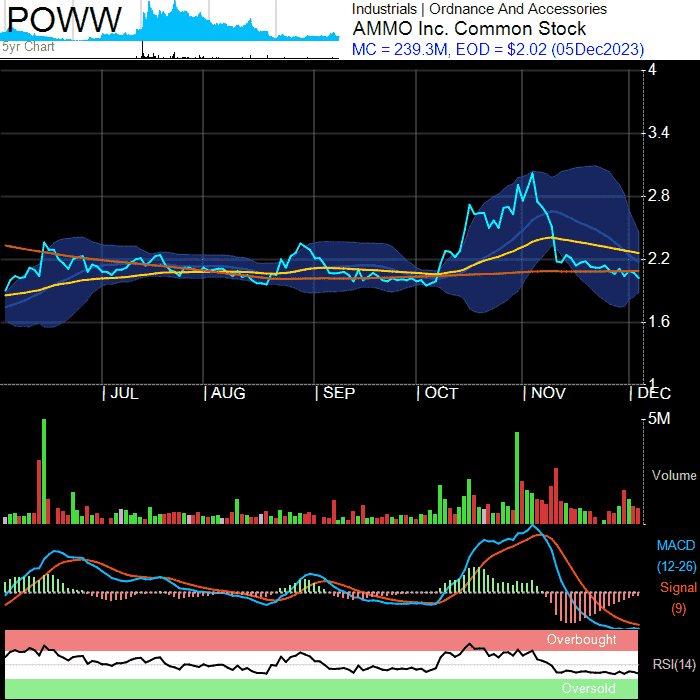 POWW
5yr Chart
Industrials | Ordnance And Accessories
AMMO Inc. Common Stock
MC = 239.3M, EOD = $2.02 (05Dec2023)
4
3.4
2.8
2.2
1.6
1
| JUL | AUG | SEP | OCT | NOV | DEC
5M
Volume
MACD
(12-26)
Signal
(9)
Overbought
RSI(14)
Oversold